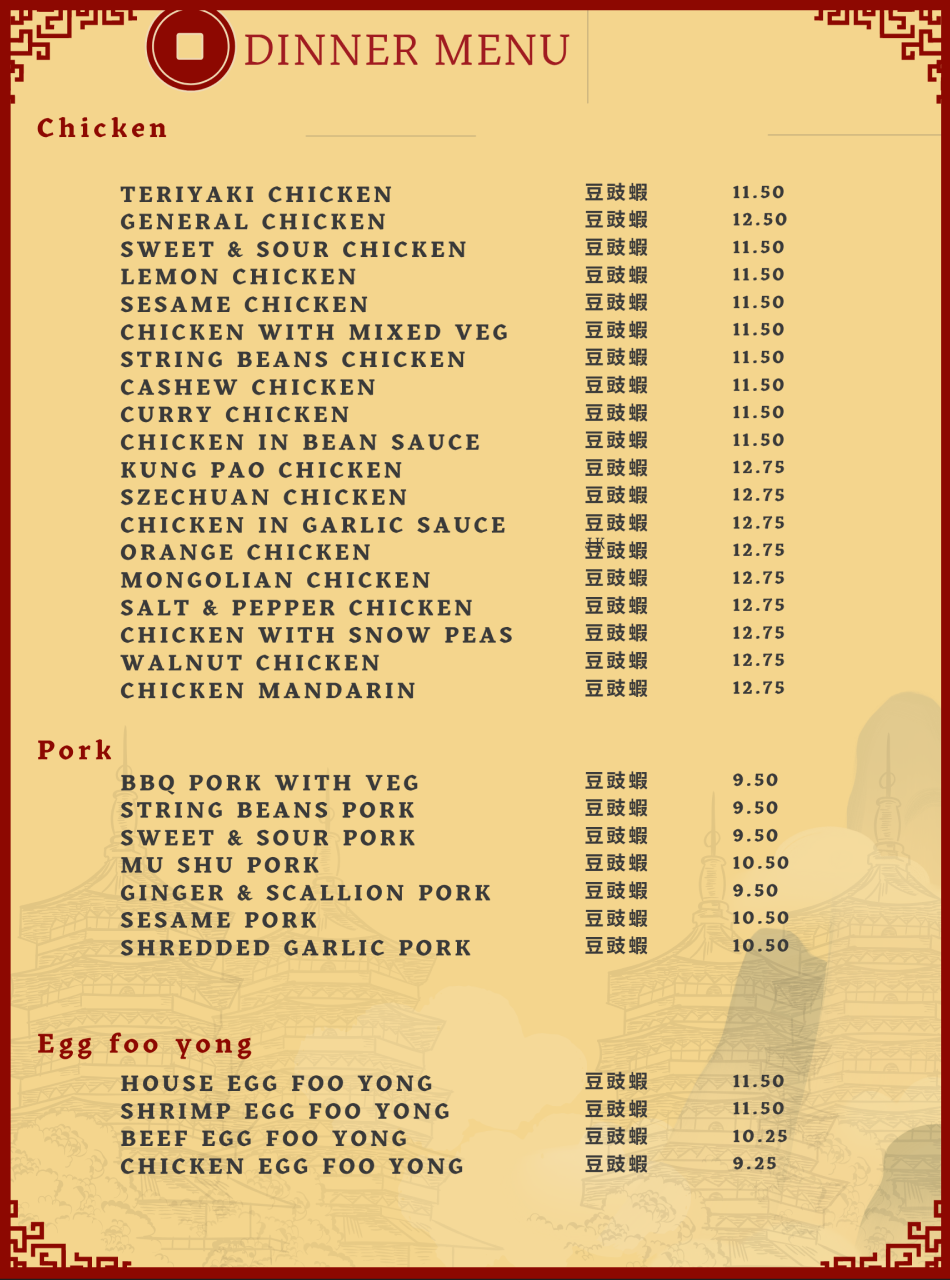 DINNER MENU
Chicken
TERIYAKI CHICKEN 豆豉蝦 11.50
GENERAL CHICKEN 豆豉蝦 12.50
SWEET & SOUR CHICKEN 豆豉蝦 11.50
LEMON CHICKEN 豆豉蝦 11.50
SESAME CHICKEN 豆豉蝦 11.50
CHICKEN WITH MIXED VEG 豆豉蝦 11.50
STRING BEANS CHICKEN 豆豉蝦 11.50
CASHEW CHICKEN 豆豉蝦 11.50
CURRY CHICKEN 豆豉蝦 11.50
CHICKEN IN BEAN SAUCE 豆豉蝦 11.50
KUNG PAO CHICKEN 豆豉蝦 12.75
SZECHUAN CHICKEN 豆豉蝦 12.75
CHICKEN IN GARLIC SAUCE 豆豉蝦 12.75
ORANGE CHICKEN 豆豉蝦 12.75
MONGOLIAN CHICKEN 豆豉蝦 12.75
SALT & PEPPER CHICKEN 豆豉蝦 12.75
CHICKEN WITH SNOW PEAS 豆豉蝦 12.75
WALNUT CHICKEN 豆豉蝦 12.75
CHICKEN MANDARIN 豆豉蝦 12.75
Pork
BBQ PORK WITH VEG 豆豉蝦 9.50
STRING BEANS PORK 豆豉蝦 9.50
SWEET & SOUR PORK 豆豉蝦 9.50
MU SHU PORK 豆豉蝦 10.50
GINGER & SCALLION PORK 豆豉蝦 9.50
SESAME PORK 豆豉蝦 10.50
SHREDDED GARLIC PORK 豆豉蝦 10.50
Egg foo yong
HOUSE EGG FOO YONG 豆豉蝦 11.50
SHRIMP EGG FOO YONG 豆豉蝦 11.50
BEEF EGG FOO YONG 豆豉蝦 10.25
CHICKEN EGG FOO YONG 豆豉蝦 9.25